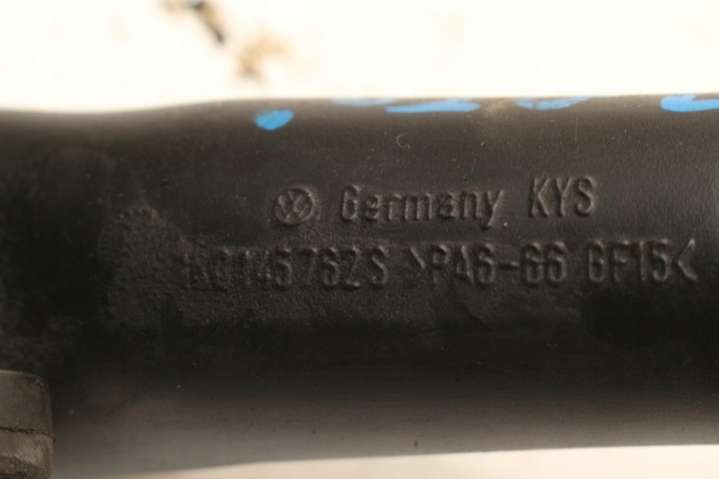 Germany KYS
1K0145762S >PA6-66 GF15<